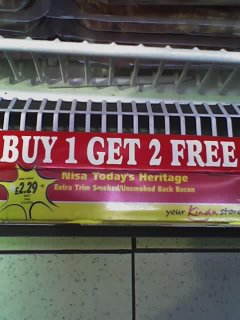 BUY 1 GET 2 FREE
Nisa Today's Heritage
£2.29
Extra Trim Smoked/Unsmoked Back Bacon
your Kinda store